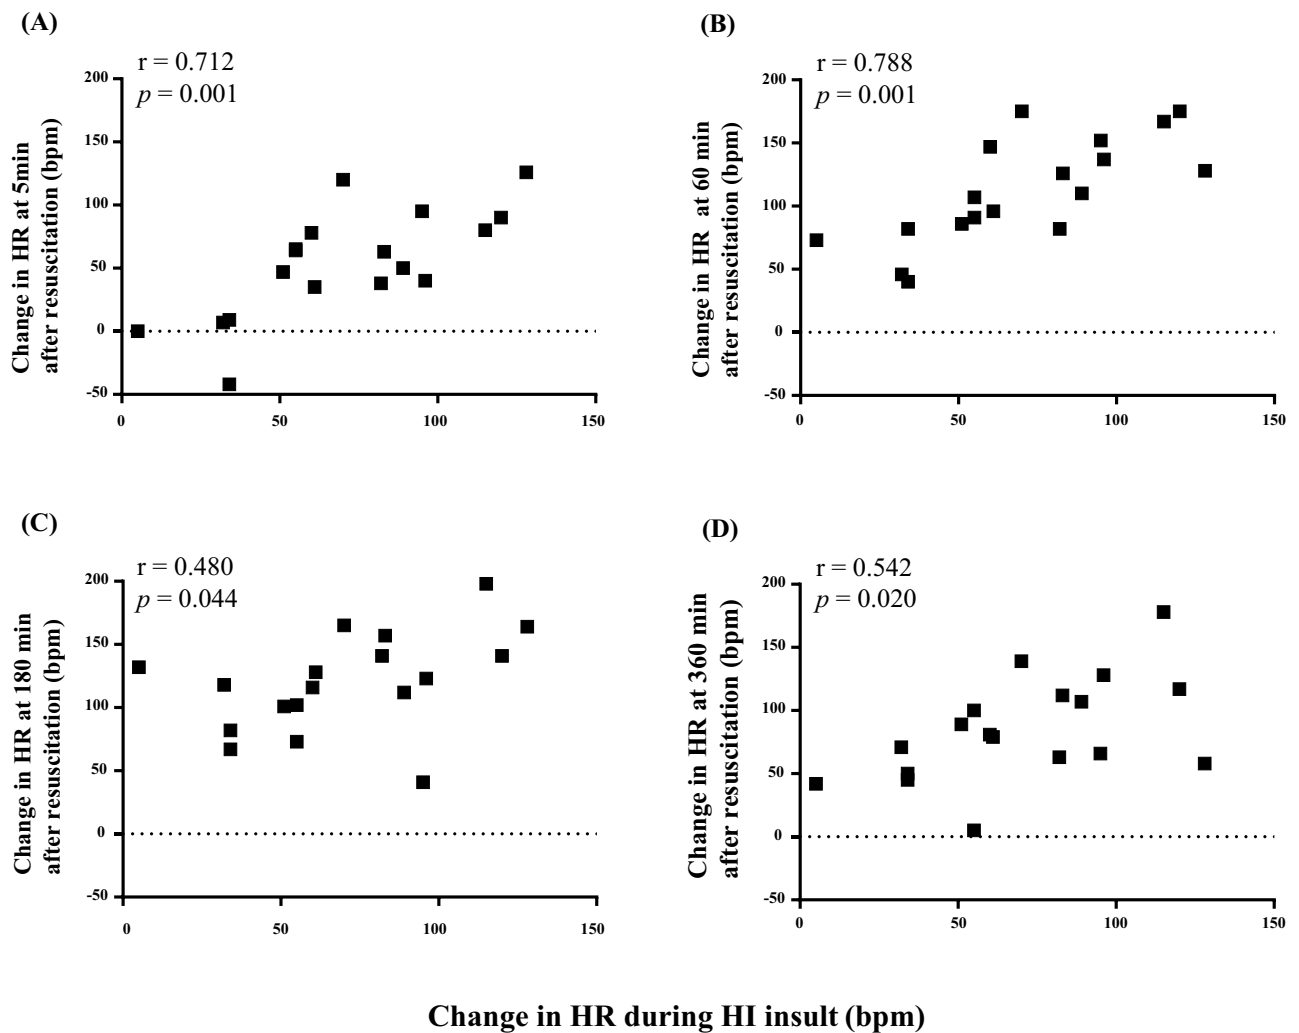 (A)
r = 0.712
p = 0.001
Change in HR at 5min
after resuscitation (bpm)
200
150
100
50
0
-50
0
50
100
150
(B)
r = 0.788
p = 0.001
Change in HR at 60 min
after resuscitation (bpm)
200
150
100
50
0
-50
0
50
100
150
(C)
r = 0.480
p = 0.044
Change in HR at 180 min
after resuscitation (bpm)
200
150
100
50
0
-50
0
50
100
150
(D)
r = 0.542
p = 0.020
Change in HR at 360 min
after resuscitation (bpm)
200
150
100
50
0
-50
0
50
100
150
Change in HR during HI insult (bpm)